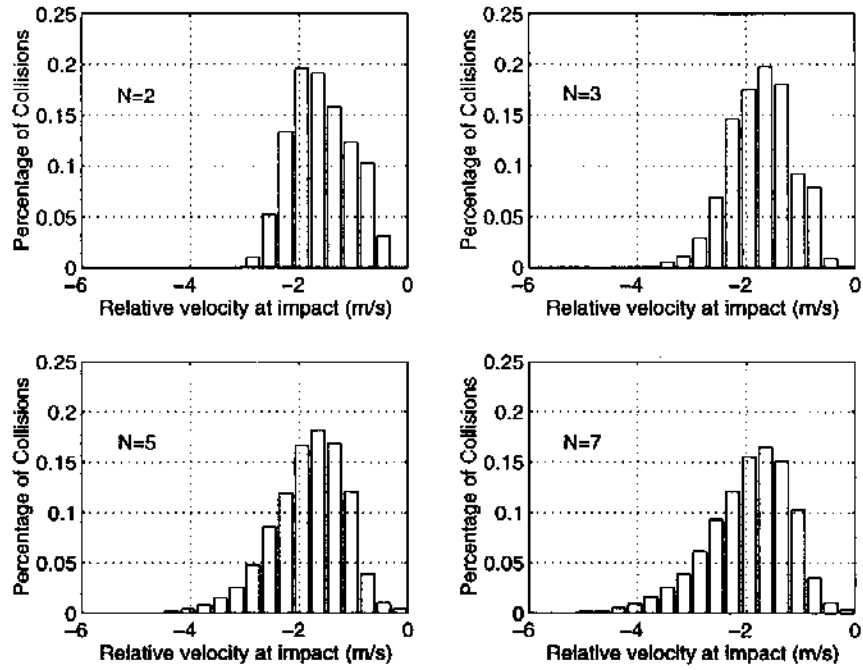 0.25
0.2
0.15
0.1
0.05
0
Percentage of Collisions
N=2
−6 −4 −2 0
Relative velocity at impact (m/s)
0.25
0.2
0.15
0.1
0.05
0
Percentage of Collisions
N=3
−6 −4 −2 0
Relative velocity at impact (m/s)
0.25
0.2
0.15
0.1
0.05
0
Percentage of Collisions
N=5
−6 −4 −2 0
Relative velocity at impact (m/s)
0.25
0.2
0.15
0.1
0.05
0
Percentage of Collisions
N=7
−6 −4 −2 0
Relative velocity at impact (m/s)